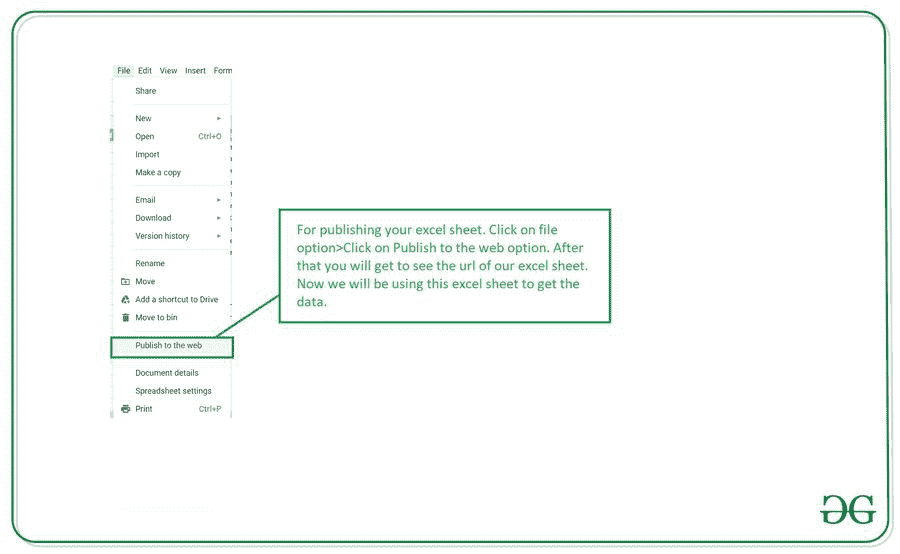 File Edit View Insert Form
Share
New
Open Ctrl+O
Import
Make a copy
Email
Download
Version history
Rename
Move
Add a shortcut to Drive
Move to bin
Publish to the web
Document details
Spreadsheet settings
Print Ctrl+P
For publishing your excel sheet. Click on file
option>Click on Publish to the web option. After
that you will get to see the url of our excel sheet.
Now we will be using this excel sheet to get the
data.